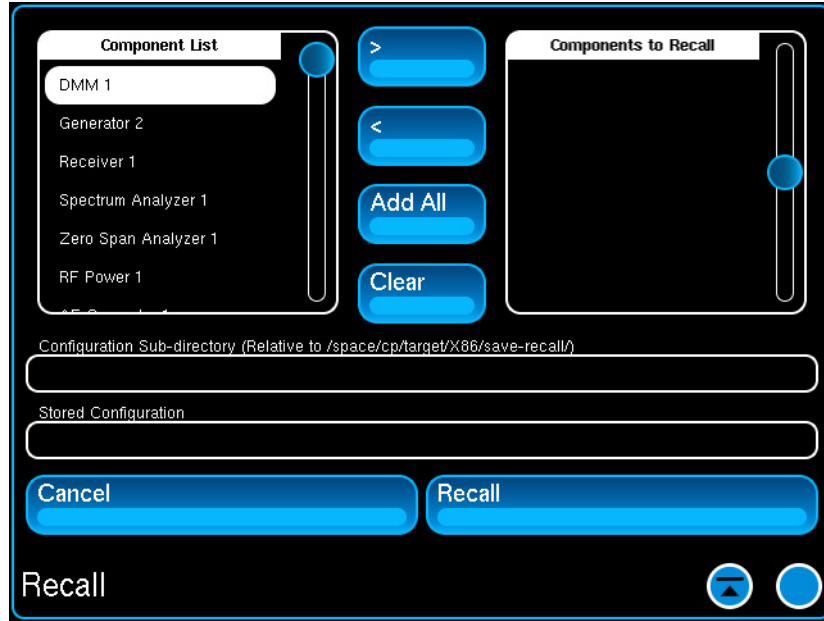 Component List
DMM 1
Generator 2
Receiver 1
Spectrum Analyzer 1
Zero Span Analyzer 1
RF Power 1
>
<
Add All
Clear
Components to Recall
Configuration Sub-directory (Relative to /space/cp/target/X86/save-recall/)
Stored Configuration
Cancel
Recall
Recall